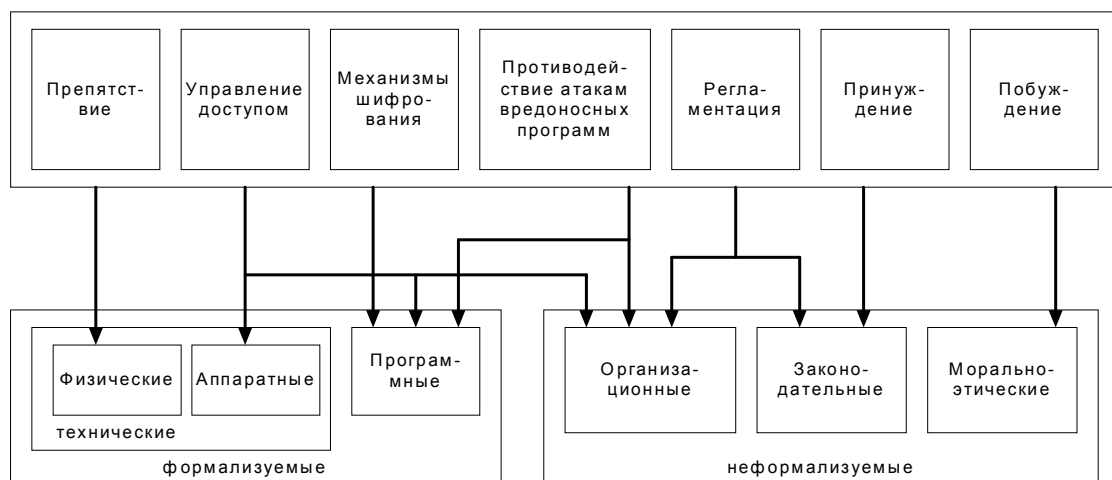 Препятст-
вие
Управление
доступом
Механизмы
шифро-
вания
Противодей-
ствие атакам
вредоносных
программ
Регла-
ментация
Принуж-
дение
Побуж-
дение
Физические
Аппаратные
технические
Програм-
мные
формализуемые
Организа-
ционные
Законо-
дательные
Морально-
этические
неформализуемые